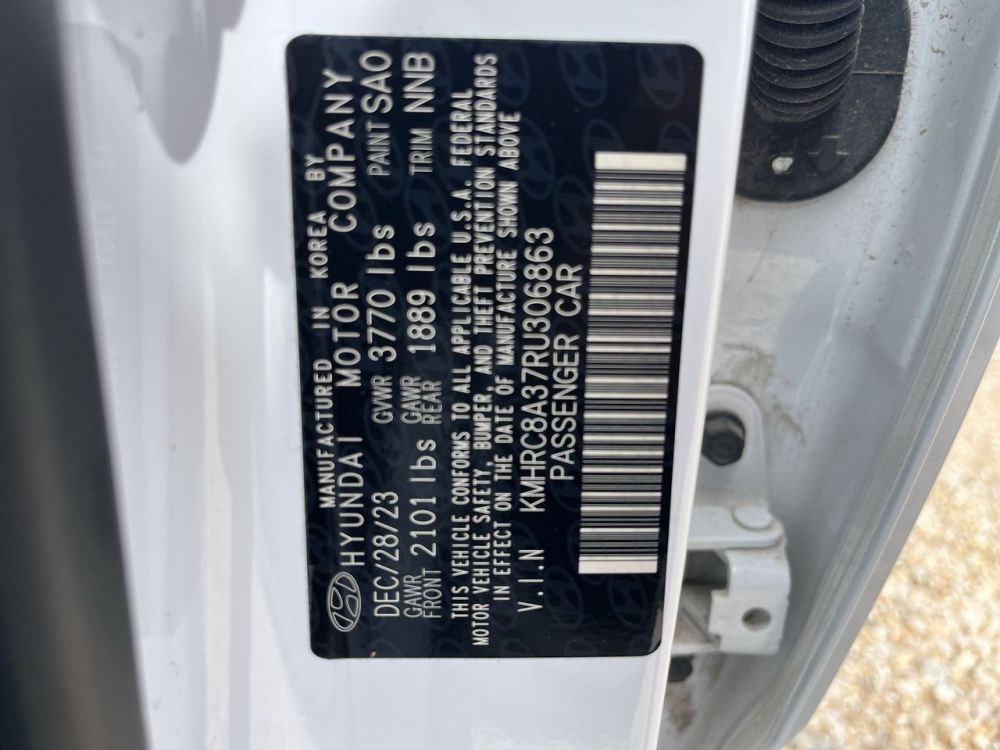 MANUFACTURED IN KOREA BY
HYUNDAI MOTOR COMPANY
DEC/28/23 GVWR 3770 lbs PAINT SAO
GAWR FRONT 2101 lbs GAWR REAR 1889 lbs TRIM NNB
THIS VEHICLE CONFORMS TO ALL APPLICABLE U.S.A. FEDERAL
MOTOR VEHICLE SAFETY, BUMPER, AND THEFT PREVENTION STANDARDS
IN EFFECT ON THE DATE OF MANUFACTURE SHOWN ABOVE
V.I.N KMHRC8A37RU306863
PASSENGER CAR